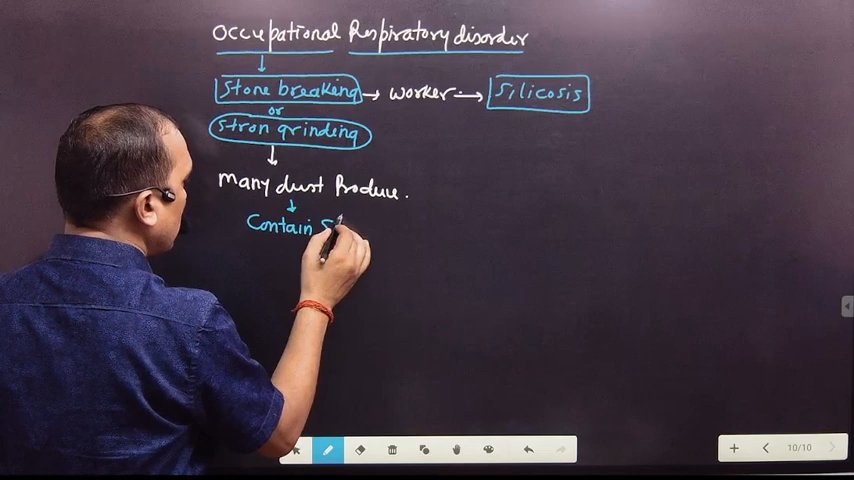 Occupational Respiratory disorder
Stone breaking → worker → Silicosis
or
Stron grinding
many dust Produce.
Contain S
10/10